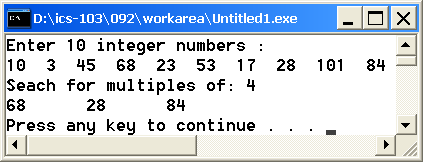 D:\ics-103\092\workarea\Untitled1.exe
Enter 10 integer numbers :
10 3 45 68 23 53 17 28 101 84
Seach for multiples of: 4
68 28 84
Press any key to continue . . .